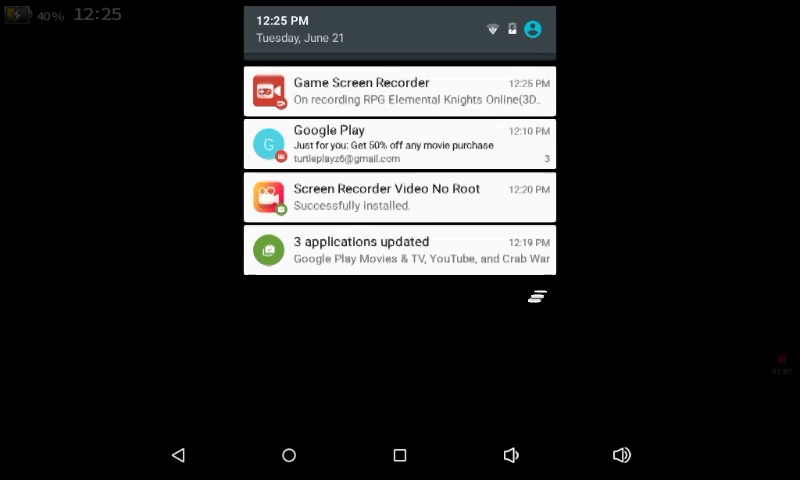 40% 12:25
12:25 PM
Tuesday, June 21
Game Screen Recorder 12:25 PM
On recording RPG Elemental Knights Online(3D..
Google Play 12:10 PM
G
Just for you: Get 50% off any movie purchase
turtleplayz6@gmail.com 3
Screen Recorder Video No Root 12:20 PM
Successfully installed.
3 applications updated 12:19 PM
Google Play Movies & TV, YouTube, and Crab War
01:30